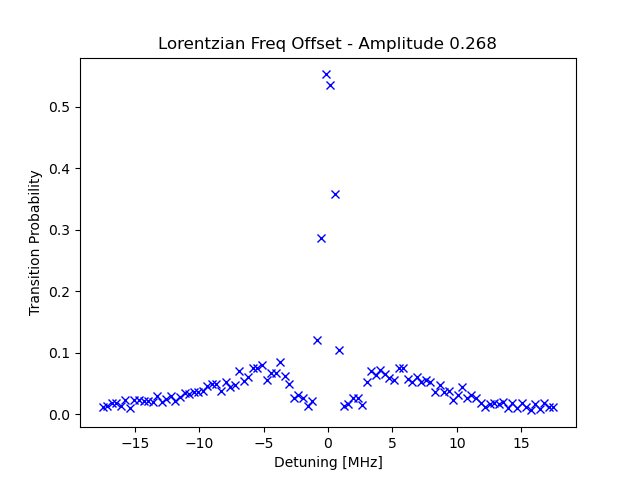 Lorentzian Freq Offset - Amplitude 0.268
Transition Probability
0.5
0.4
0.3
0.2
0.1
0.0
−15 −10 −5 0 5 10 15
Detuning [MHz]